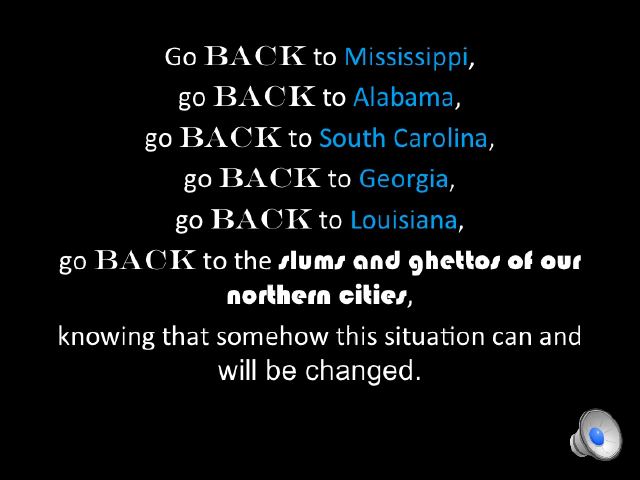 Go BACK to Mississippi,
go BACK to Alabama,
go BACK to South Carolina,
go BACK to Georgia,
go BACK to Louisiana,
go BACK to the slums and ghettos of our
northern cities,
knowing that somehow this situation can and
will be changed.